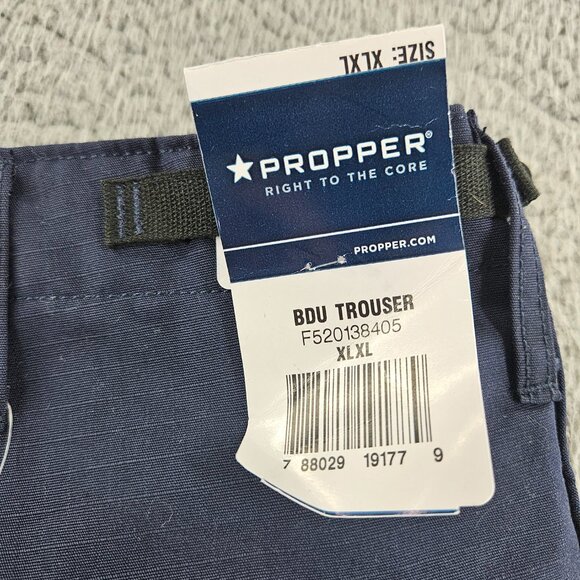 SIZE: XLXL
PROPPER®
RIGHT TO THE CORE
PROPPER.COM
BDU TROUSER
F520138405
XLXL
7 88029 19177 9